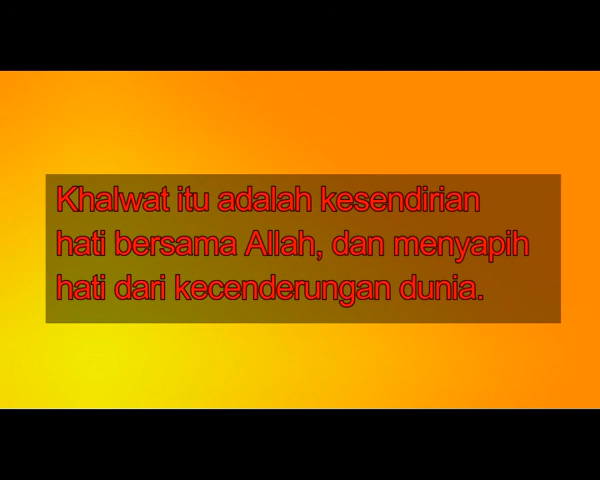 Khalwat itu adalah kesendirian
hati bersama Allah, dan menyapih
hati dari kecenderungan dunia.